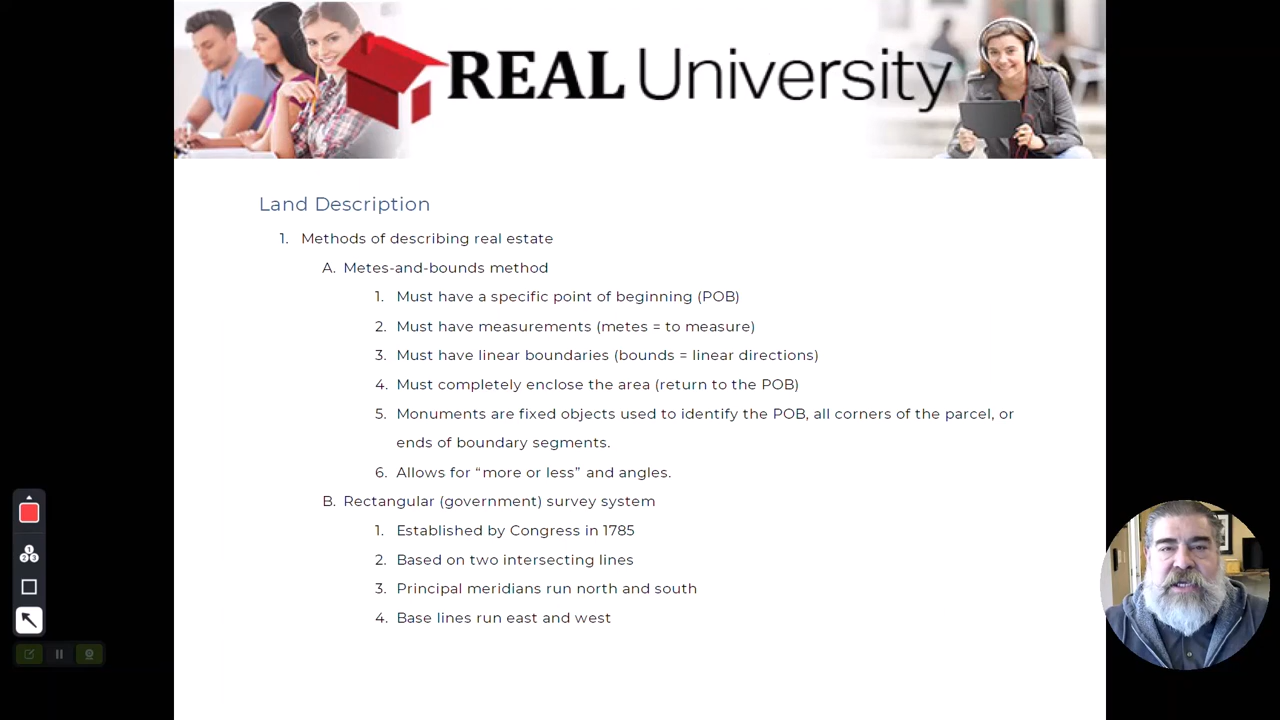 REAL University
Land Description
1. Methods of describing real estate
A. Metes-and-bounds method
1. Must have a specific point of beginning (POB)
2. Must have measurements (metes = to measure)
3. Must have linear boundaries (bounds = linear directions)
4. Must completely enclose the area (return to the POB)
5. Monuments are fixed objects used to identify the POB, all corners of the parcel, or
ends of boundary segments.
6. Allows for “more or less” and angles.
B. Rectangular (government) survey system
1. Established by Congress in 1785
2. Based on two intersecting lines
3. Principal meridians run north and south
4. Base lines run east and west